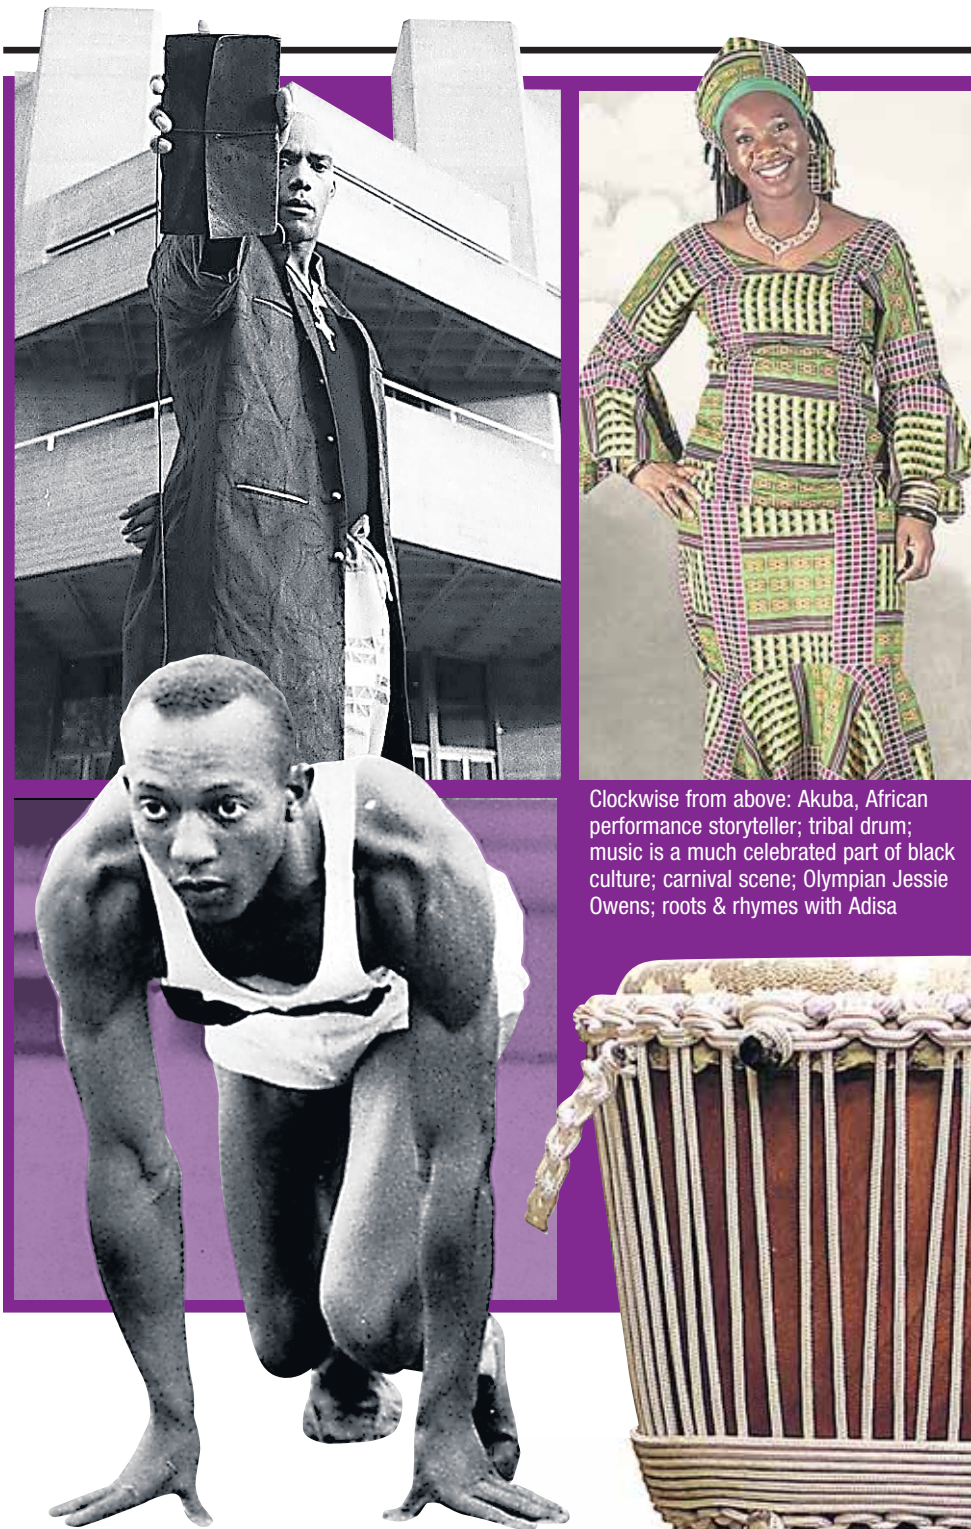 Clockwise from above: Akuba, African
performance storyteller; tribal drum;
music is a much celebrated part of black
culture; carnival scene; Olympian Jessie
Owens; roots & rhymes with Adisa